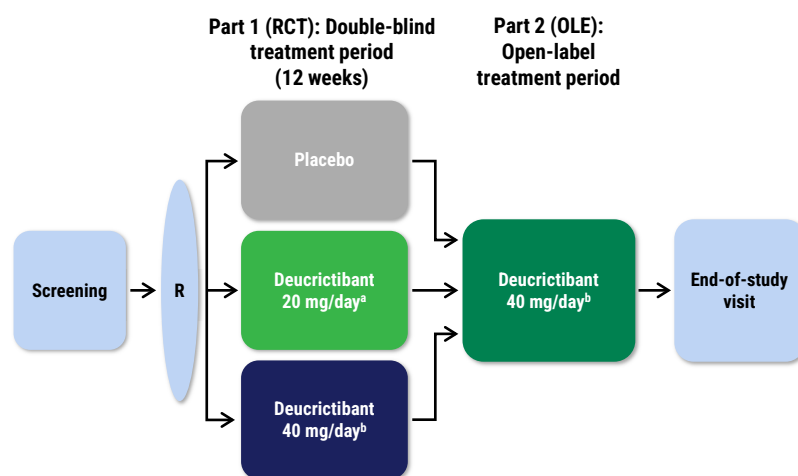 Part 1 (RCT): Double-blind
treatment period
(12 weeks)
Part 2 (OLE):
Open-label
treatment period
Placebo
Screening
R
Deucrictibant
20 mg/dayᵃ
Deucrictibant
40 mg/dayᵇ
End-of-study
visit
Deucrictibant
40 mg/dayᵇ